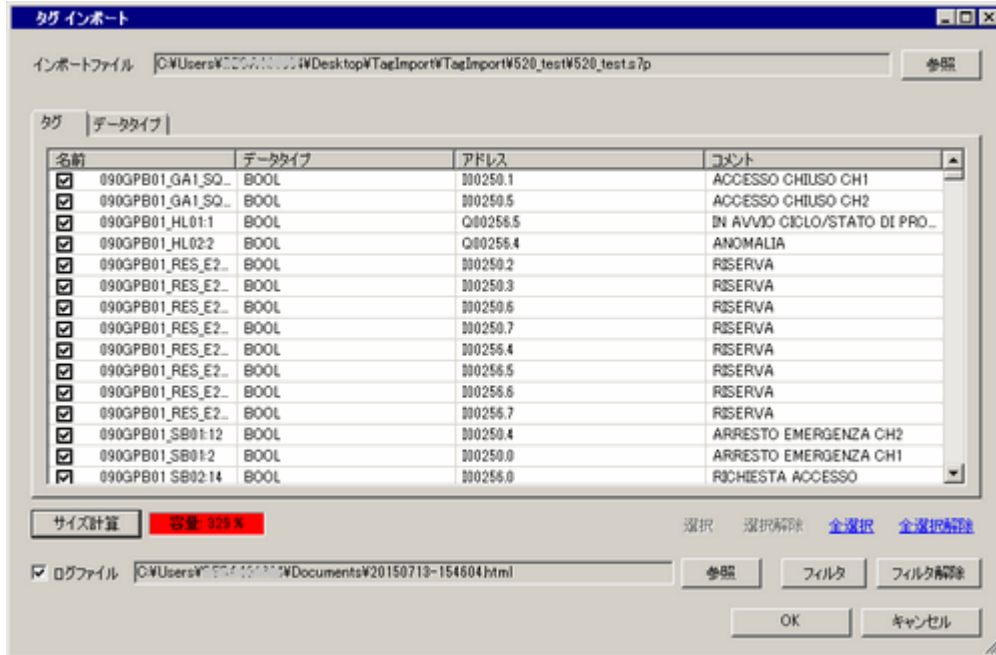 タグ インポート
インポートファイル C:¥Users¥ ¥Desktop¥TagImport¥TagImport¥520_test¥520_test.s7p 参照
タグ データタイプ
名前 データタイプ アドレス コメント
090GPB01_GA1_SQ... BOOL I00250.1 ACCESSO CHIUSO CH1
090GPB01_GA1_SQ... BOOL I00250.5 ACCESSO CHIUSO CH2
090GPB01_HL01:1 BOOL Q00256.5 IN AVVIO CICLO/STATO DI PRO...
090GPB01_HL02:2 BOOL Q00256.4 ANOMALIA
090GPB01_RES_E2... BOOL I00250.2 RISERVA
090GPB01_RES_E2... BOOL I00250.3 RISERVA
090GPB01_RES_E2... BOOL I00250.6 RISERVA
090GPB01_RES_E2... BOOL I00250.7 RISERVA
090GPB01_RES_E2... BOOL I00256.4 RISERVA
090GPB01_RES_E2... BOOL I00256.5 RISERVA
090GPB01_RES_E2... BOOL I00256.6 RISERVA
090GPB01_RES_E2... BOOL I00256.7 RISERVA
090GPB01_SB01:12 BOOL I00250.4 ARRESTO EMERGENZA CH2
090GPB01_SB01:2 BOOL I00250.0 ARRESTO EMERGENZA CH1
090GPB01 SB02:14 BOOL I00256.0 RICHIESTA ACCESSO
サイズ計算 容量: 329 % 選択 選択解除 全選択 全選択解除
ログファイル C:¥Users¥ ¥Documents¥20150713-154604.html 参照 フィルタ フィルタ解除
OK キャンセル